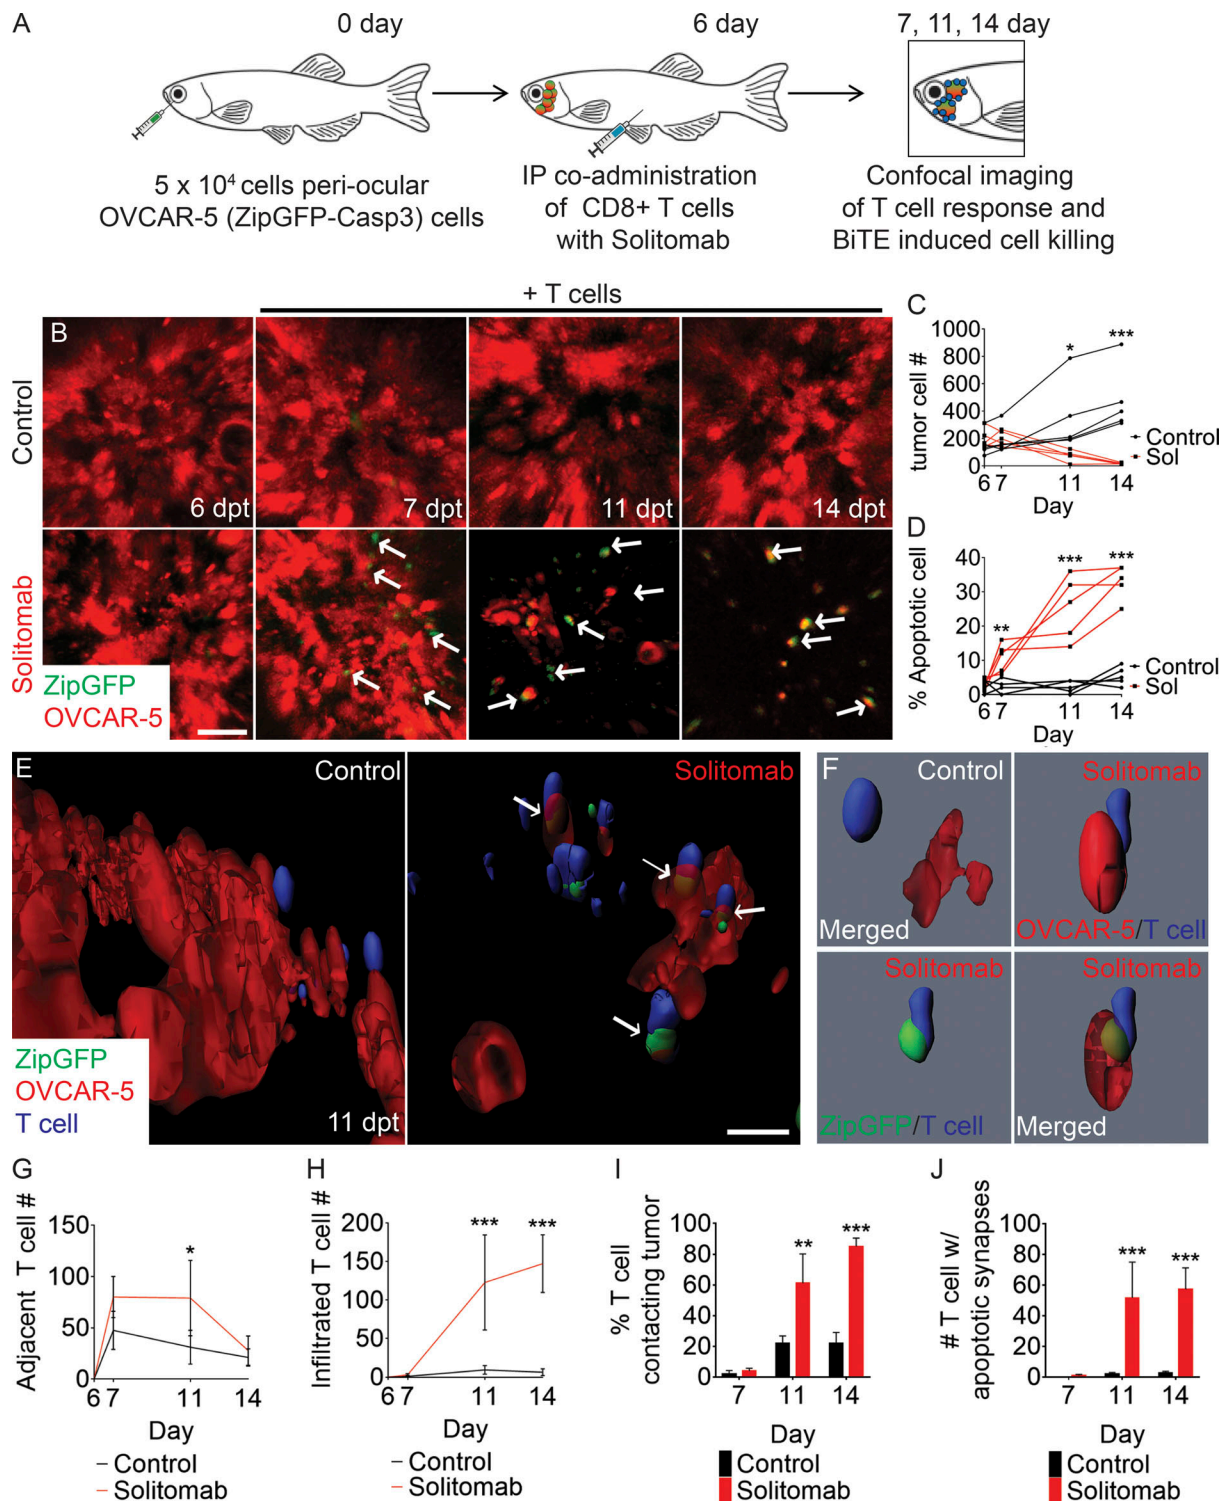 A
0 day
6 day
7, 11, 14 day
5 x 10⁴ cells peri-ocular
OVCAR-5 (ZipGFP-Casp3) cells
IP co-administration
of CD8+ T cells
with Solitomab
Confocal imaging
of T cell response and
BiTE induced cell killing
+ T cells
B
Control
6 dpt
7 dpt
11 dpt
14 dpt
Solitomab
ZipGFP
OVCAR-5
C
tumor cell #
1000
800
600
400
200
0
*
***
6 7 11 14
Day
Control
Sol
D
% Apoptotic cell
40
30
20
10
0
**
***
***
6 7 11 14
Day
Control
Sol
E
Control
Solitomab
ZipGFP
OVCAR-5
T cell
11 dpt
F
Control
Merged
Solitomab
OVCAR-5/T cell
Solitomab
ZipGFP/T cell
Solitomab
Merged
G
Adjacent T cell #
150
100
50
0
*
6 7 11 14
Day
Control
Solitomab
H
Infiltrated T cell #
200
150
100
50
0
***
***
6 7 11 14
Day
Control
Solitomab
I
% T cell
contacting tumor
100
80
60
40
20
0
**
***
7 11 14
Day
Control
Solitomab
J
# T cell w/
apoptotic synapses
100
80
60
40
20
0
***
***
7 11 14
Day
Control
Solitomab